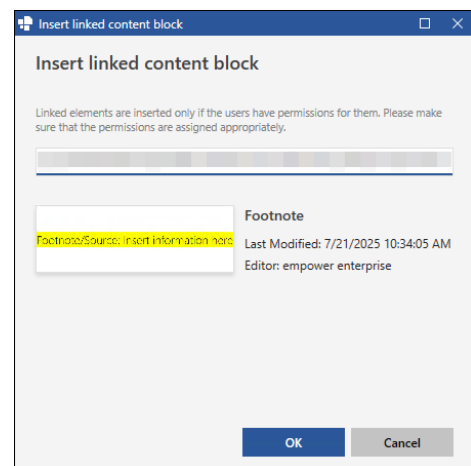 Insert linked content block
Insert linked content block
Linked elements are inserted only if the users have permissions for them. Please make
sure that the permissions are assigned appropriately.
Footnote/Source: Insert information here
Footnote
Last Modified: 7/21/2025 10:34:05 AM
Editor: empower enterprise
OK
Cancel